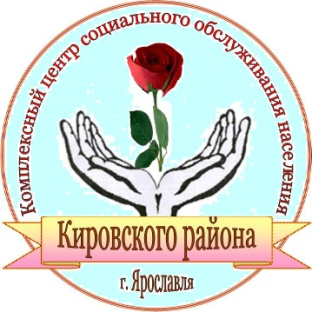 Комплексный центр социального обслуживания населения
Кировского района
г. Ярославля